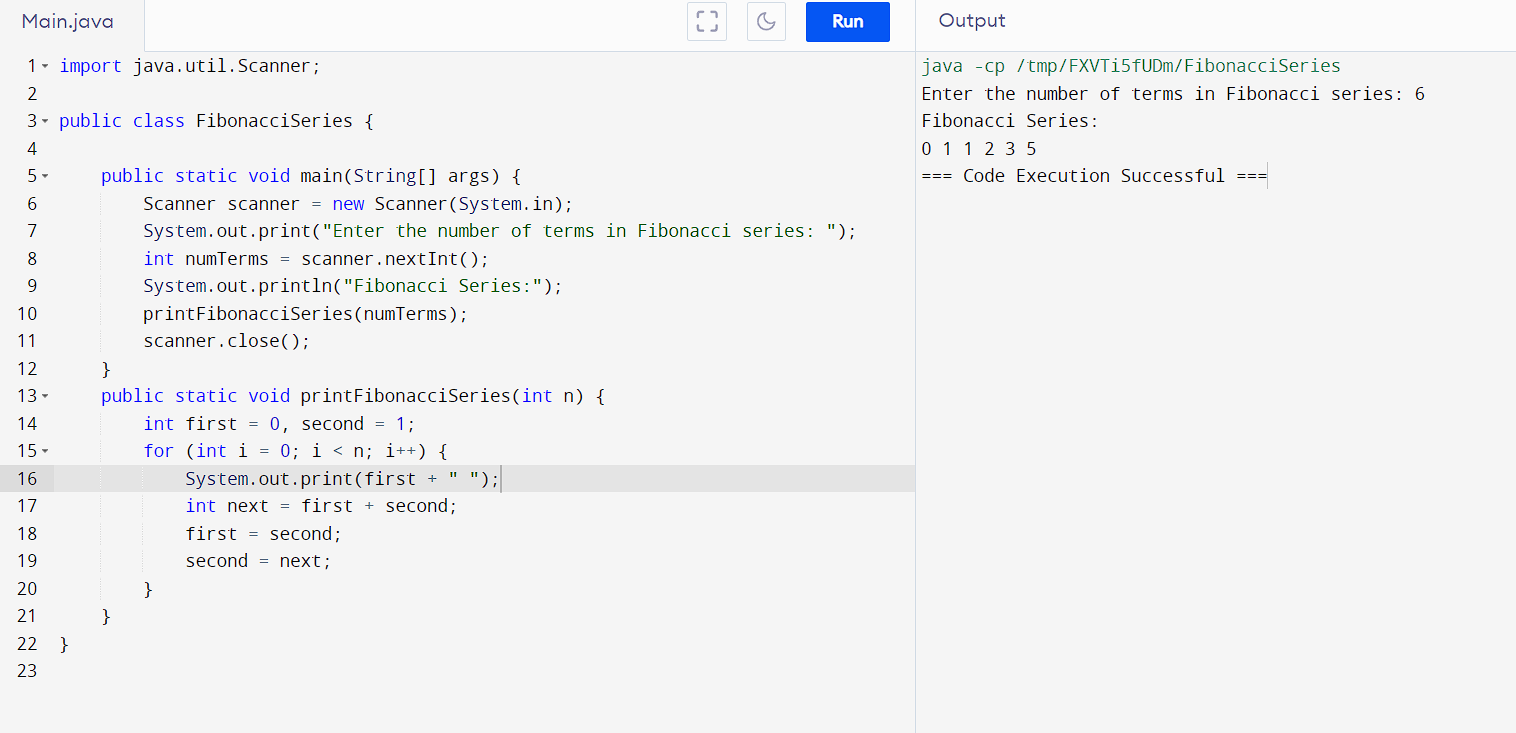 Main.java
Run
Output
1 import java.util.Scanner;
2
3 public class FibonacciSeries {
4
5     public static void main(String[] args) {
6         Scanner scanner = new Scanner(System.in);
7         System.out.print("Enter the number of terms in Fibonacci series: ");
8         int numTerms = scanner.nextInt();
9         System.out.println("Fibonacci Series:");
10         printFibonacciSeries(numTerms);
11         scanner.close();
12     }
13     public static void printFibonacciSeries(int n) {
14         int first = 0, second = 1;
15         for (int i = 0; i < n; i++) {
16             System.out.print(first + " ");
17             int next = first + second;
18             first = second;
19             second = next;
20         }
21     }
22 }
23
java -cp /tmp/FXVTi5fUDm/FibonacciSeries
Enter the number of terms in Fibonacci series: 6
Fibonacci Series:
0 1 1 2 3 5
=== Code Execution Successful ===